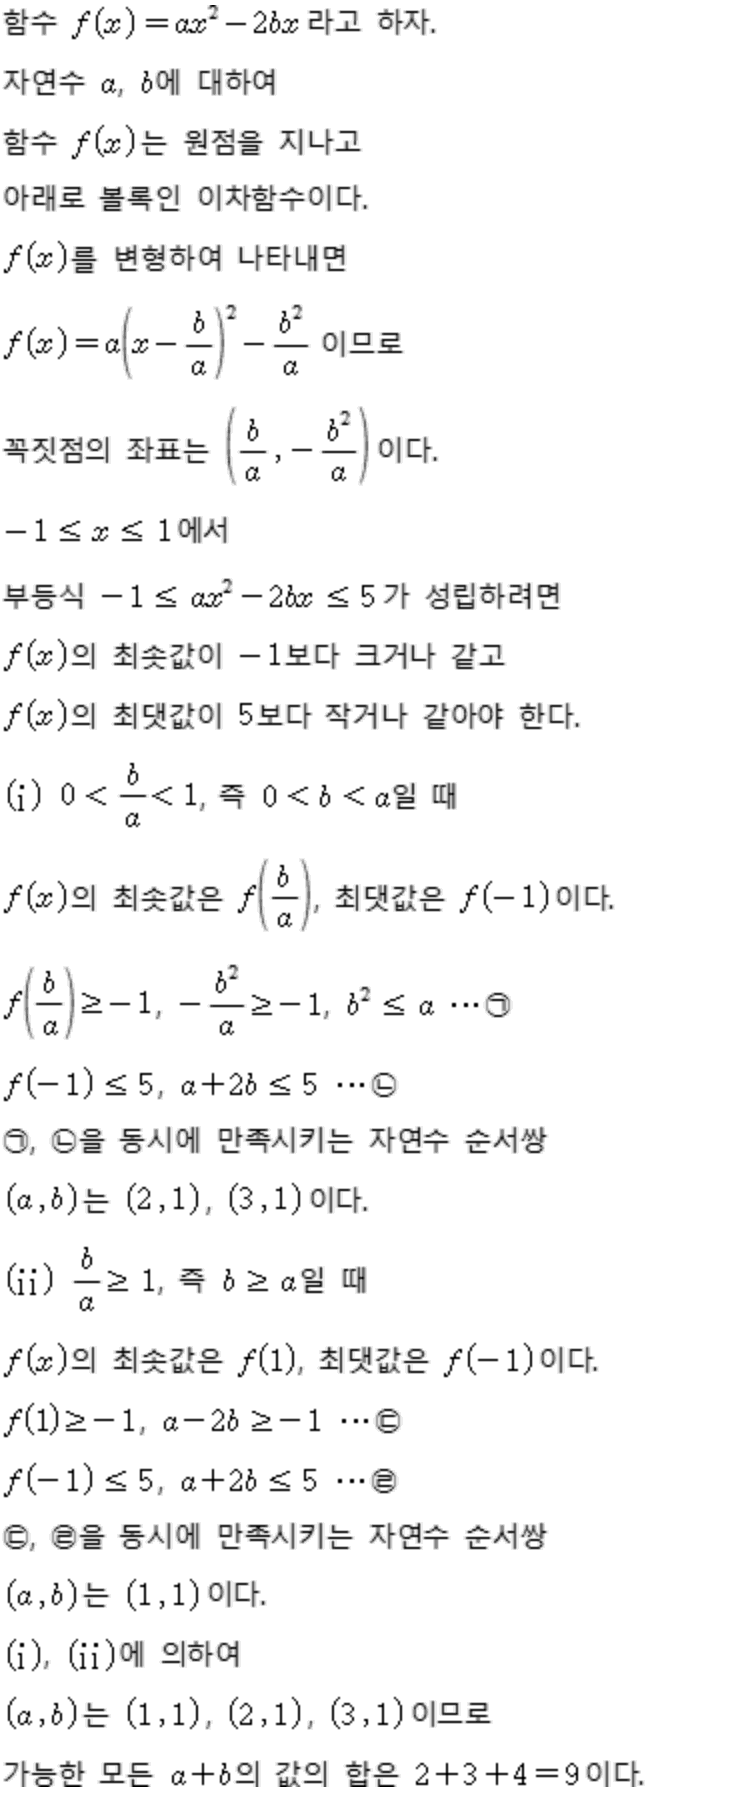 함수 f(x)=ax²-2bx라고 하자.
자연수 a, b에 대하여
함수 f(x)는 원점을 지나고
아래로 볼록인 이차함수이다.
f(x)를 변형하여 나타내면
f(x)=a(x-b/a)²-b²/a 이므로
꼭짓점의 좌표는 (b/a, -b²/a)이다.
-1≤x≤1에서
부등식 -1≤ax²-2bx≤5가 성립하려면
f(x)의 최솟값이 -1보다 크거나 같고
f(x)의 최댓값이 5보다 작거나 같아야 한다.
(i) 0<b/a<1, 즉 0<b<a일 때
f(x)의 최솟값은 f(b/a), 최댓값은 f(-1)이다.
f(b/a)≥-1, -b²/a≥-1, b²≤a ⋯㉠
f(-1)≤5, a+2b≤5 ⋯㉡
㉠, ㉡을 동시에 만족시키는 자연수 순서쌍
(a,b)는 (2,1), (3,1)이다.
(ii) b/a≥1, 즉 b≥a일 때
f(x)의 최솟값은 f(1), 최댓값은 f(-1)이다.
f(1)≥-1, a-2b≥-1 ⋯㉢
f(-1)≤5, a+2b≤5 ⋯㉣
㉢, ㉣을 동시에 만족시키는 자연수 순서쌍
(a,b)는 (1,1)이다.
(i), (ii)에 의하여
(a,b)는 (1,1), (2,1), (3,1)이므로
가능한 모든 a+b의 값의 합은 2+3+4=9이다.